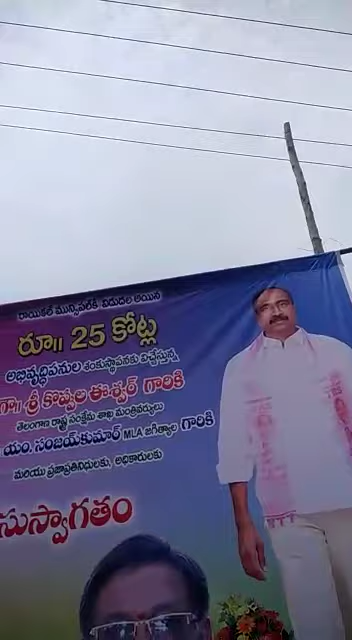 రాయికల్ మున్సిపల్‌కి విడుదల అయిన
రూ॥ 25 కోట్ల
అభివృద్ధిపనుల శంకుస్థాపనకు విచ్చేస్తున్న
గౌ॥ శ్రీ కొప్పుల ఈశ్వర్ గారికి
తెలంగాణ రాష్ట్ర సంక్షేమ శాఖ మంత్రివర్యులు
యం. సంజయ్‌కుమార్ MLA జగిత్యాల గారికి
మరియు ప్రజాప్రతినిధులకు, అధికారులకు
సుస్వాగతం